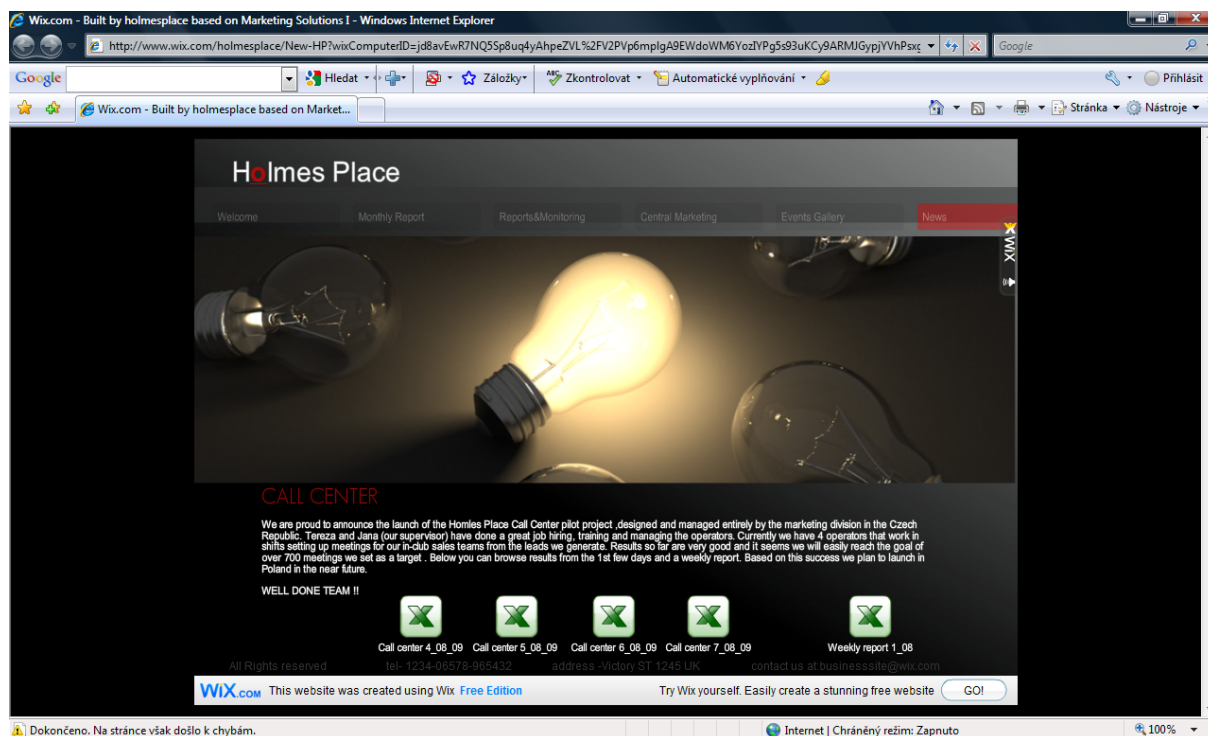 Wix.com - Built by holmesplace based on Marketing Solutions I - Windows Internet Explorer
http://www.wix.com/holmesplace/New-HP?wixComputerID=
Google
Google
Hledat
Záložky
Zkontrolovat
Automatické vyplňování
Přihlásit
Wix.com - Built by holmesplace based on Market...
Stránka
Nástroje
Holmes Place
Welcome
Monthly Report
Reports&Monitoring
Central Marketing
Events Gallery
News
WiX
CALL CENTER
We are proud to announce the launch of the Homles Place Call Center pilot project ,designed and managed entirely by the marketing division in the Czech
Republic. Tereza and Jana (our supervisor) have done a great job hiring, training and managing the operators. Currently we have 4 operators that work in
shifts setting up meetings for our in-club sales teams from the leads we generate. Results so far are very good and it seems we will easily reach the goal of
over 700 meetings we set as a target . Below you can browse results from the 1st few days and a weekly report. Based on this success we plan to launch in
Poland in the near future.
WELL DONE TEAM !!
Call center 4_08_09
Call center 5_08_09
Call center 6_08_09
Call center 7_08_09
Weekly report 1_08
All Rights reserved
tel- 1234-06578-965432
address -Victory ST 1245 UK
contact us at:businesssite@wix.com
WiX.COM This website was created using Wix Free Edition
Try Wix yourself. Easily create a stunning free website
GO!
Dokončeno. Na stránce však došlo k chybám.
Internet | Chráněný režim: Zapnuto
100%